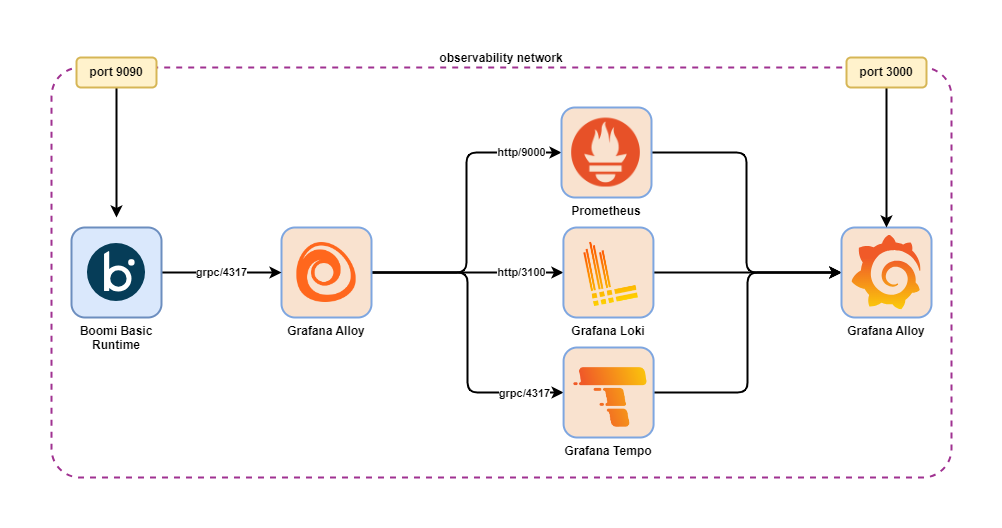 observability network
port 9090
port 3000
http/9000
Prometheus
grpc/4317
http/3100
b
Boomi Basic
Runtime
Grafana Alloy
Grafana Loki
Grafana Alloy
grpc/4317
Grafana Tempo